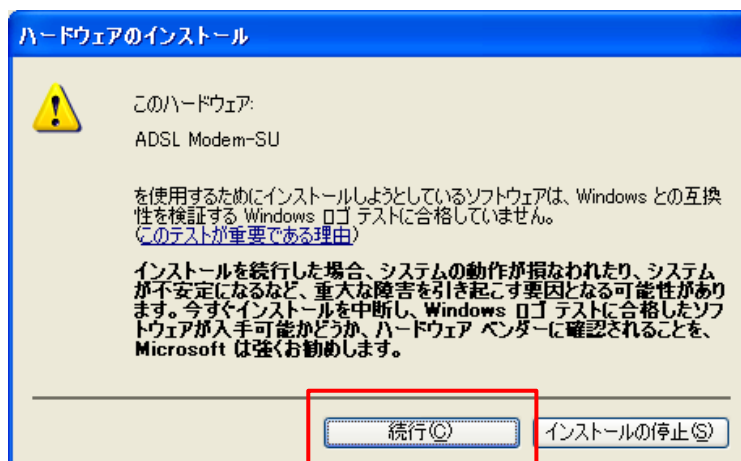 ハードウェアのインストール
このハードウェア:
ADSL Modem-SU
を使用するためにインストールしようとしているソフトウェアは、Windows との互換
性を検証する Windows ロゴ テストに合格していません。
(このテストが重要である理由)
インストールを続行した場合、システムの動作が損なわれたり、システム
が不安定になるなど、重大な障害を引き起こす要因となる可能性があり
ます。今すぐインストールを中断し、Windows ロゴ テストに合格したソフ
トウェアが入手可能かどうか、ハードウェア ベンダーに確認されることを、
Microsoft は強くお勧めします。
続行(C) インストールの停止(S)